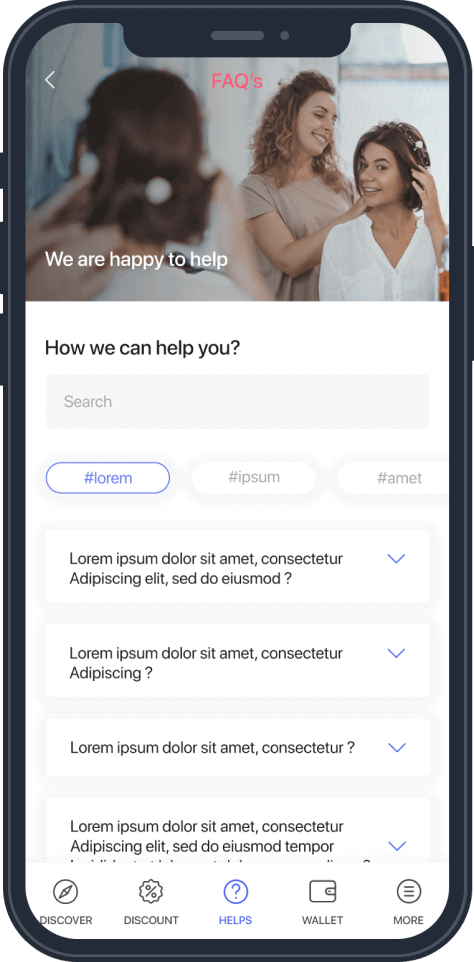 FAQ's
We are happy to help
How we can help you?
Search
#lorem
#ipsum
#amet
Lorem ipsum dolor sit amet, consectetur
Adipiscing elit, sed do eiusmod ?
Lorem ipsum dolor sit amet, consectetur
Adipiscing ?
Lorem ipsum dolor sit amet, consectetur ?
Lorem ipsum dolor sit amet, consectetur
Adipiscing elit, sed do eiusmod tempor
DISCOVER
DISCOUNT
HELPS
WALLET
MORE